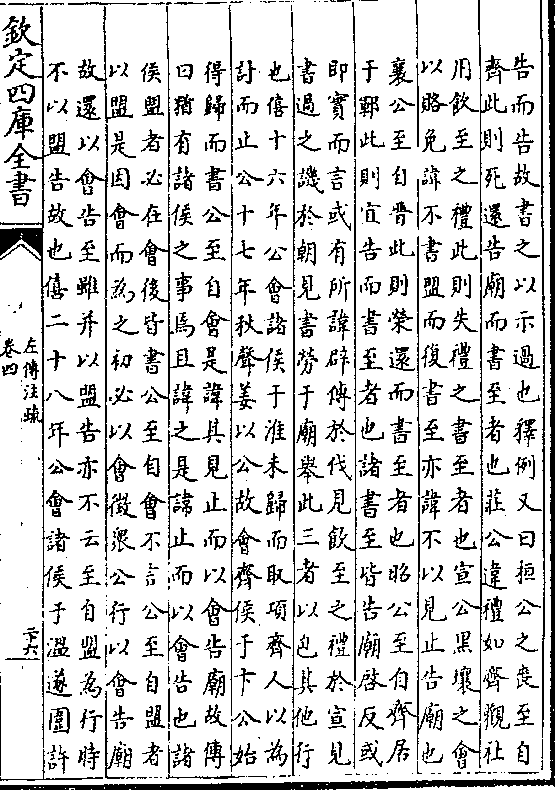 告而告故書之以示過也釋例又曰桓公之喪至自
齊此則死還告廟而書至者也莊公違禮如齊觀社
用飲至之禮此則失禮之書至者也宣公黑壤之會
以賂免諱不書盟而復書至亦諱不以見止告廟也
襄公至自晉此則榮還而書至者也昭公至自齊居
于鄆此則宜告而書至者也諸書至皆告廟啓反或
即實而言或有所諱辟傳於伐見飲至之禮於宣見
書過之譏於朝見書勞于廟舉此三者以包其他行
也僖十六年公會諸侯于淮未歸而取項齊人以為
討而止公十七年秋聲姜以公故會齊侯于卞公始
得歸而書公至自會是諱其見止而以會告廟故傳
曰猶有諸侯之事焉且諱之是諱止而以會告也諸
侯盟者必在會後皆書公至自會不言公至自盟者
以盟是因會而為之初必以會徵衆公行以會告廟
故還以會告至雖并以盟告亦不云至自盟為行時
不以盟告故也僖二十八年公會諸侯于溫遂圍許
欽定四庫全書
左傳注疏
卷四
二十六